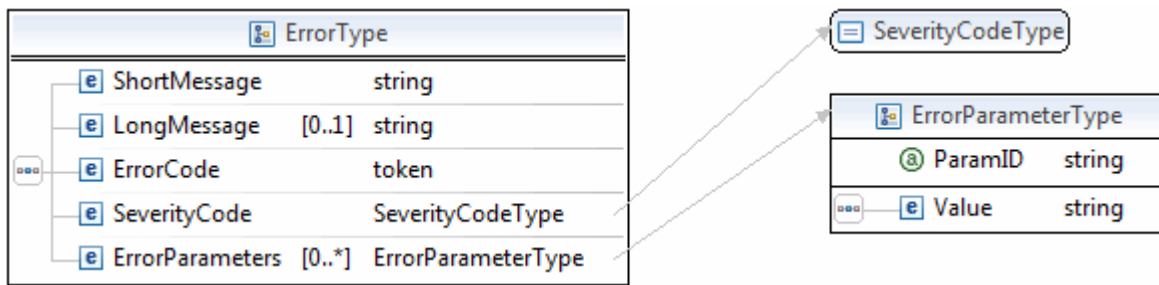 ErrorType
ShortMessage string
LongMessage [0..1] string
ErrorCode token
SeverityCode SeverityCodeType
ErrorParameters [0..*] ErrorParameterType
SeverityCodeType
ErrorParameterType
ParamID string
Value string